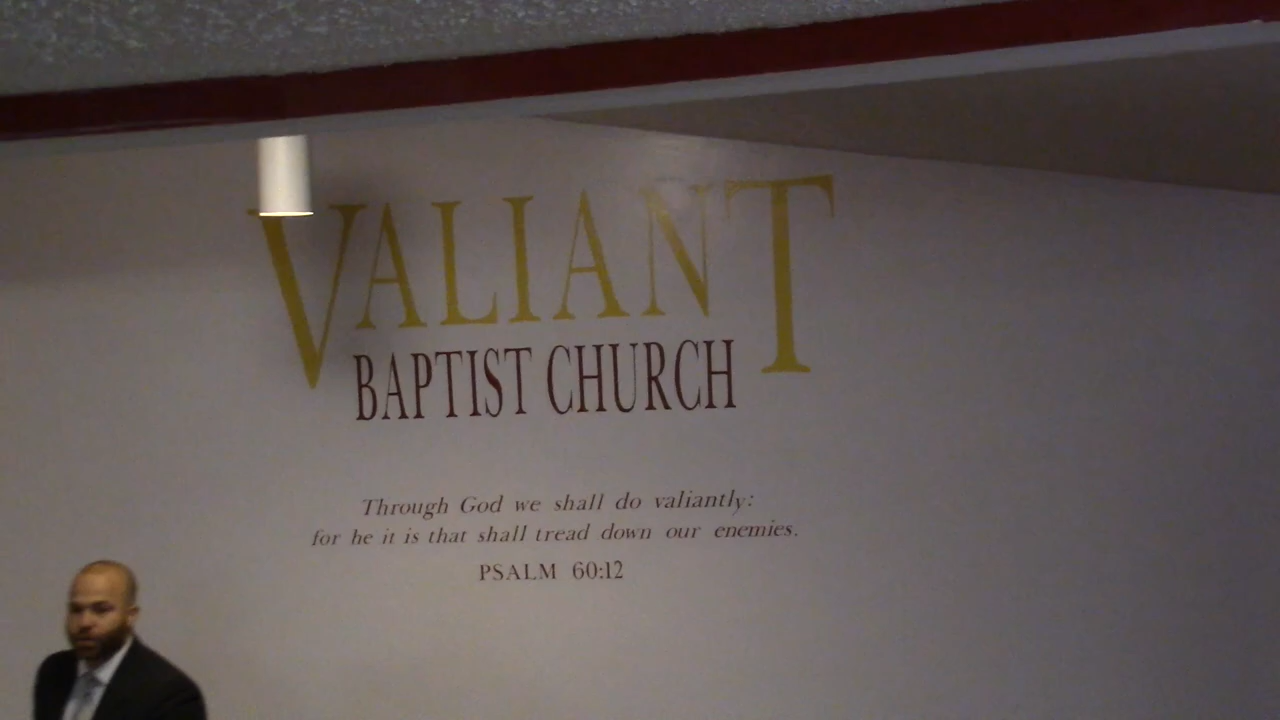 VALIANT
BAPTIST CHURCH
Through God we shall do valiantly:
for he it is that shall tread down our enemies.
PSALM 60:12